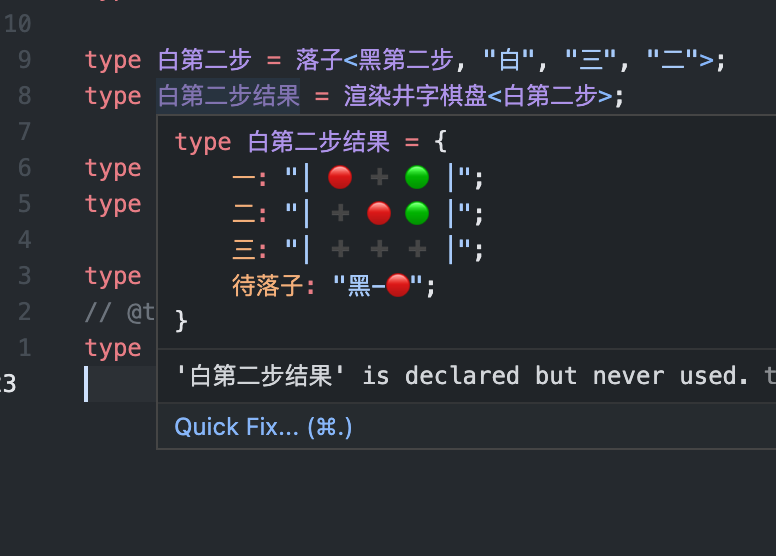 10
9 type 白第二步 = 落子<黑第二步, "白", "三", "二">;
8 type 白第二步结果 = 渲染井字棋盘<白第二步>;
7
type 白第二步结果 = {
一: "| 🔴 ➕ 🟢 |";
二: "| ➕ 🔴 🟢 |";
三: "| ➕ ➕ ➕ |";
待落子: "黑-🔴";
}
6 type
5 type
4
3 type
2 // @t
1 type
3
'白第二步结果' is declared but never used.
Quick Fix... (⌘.)